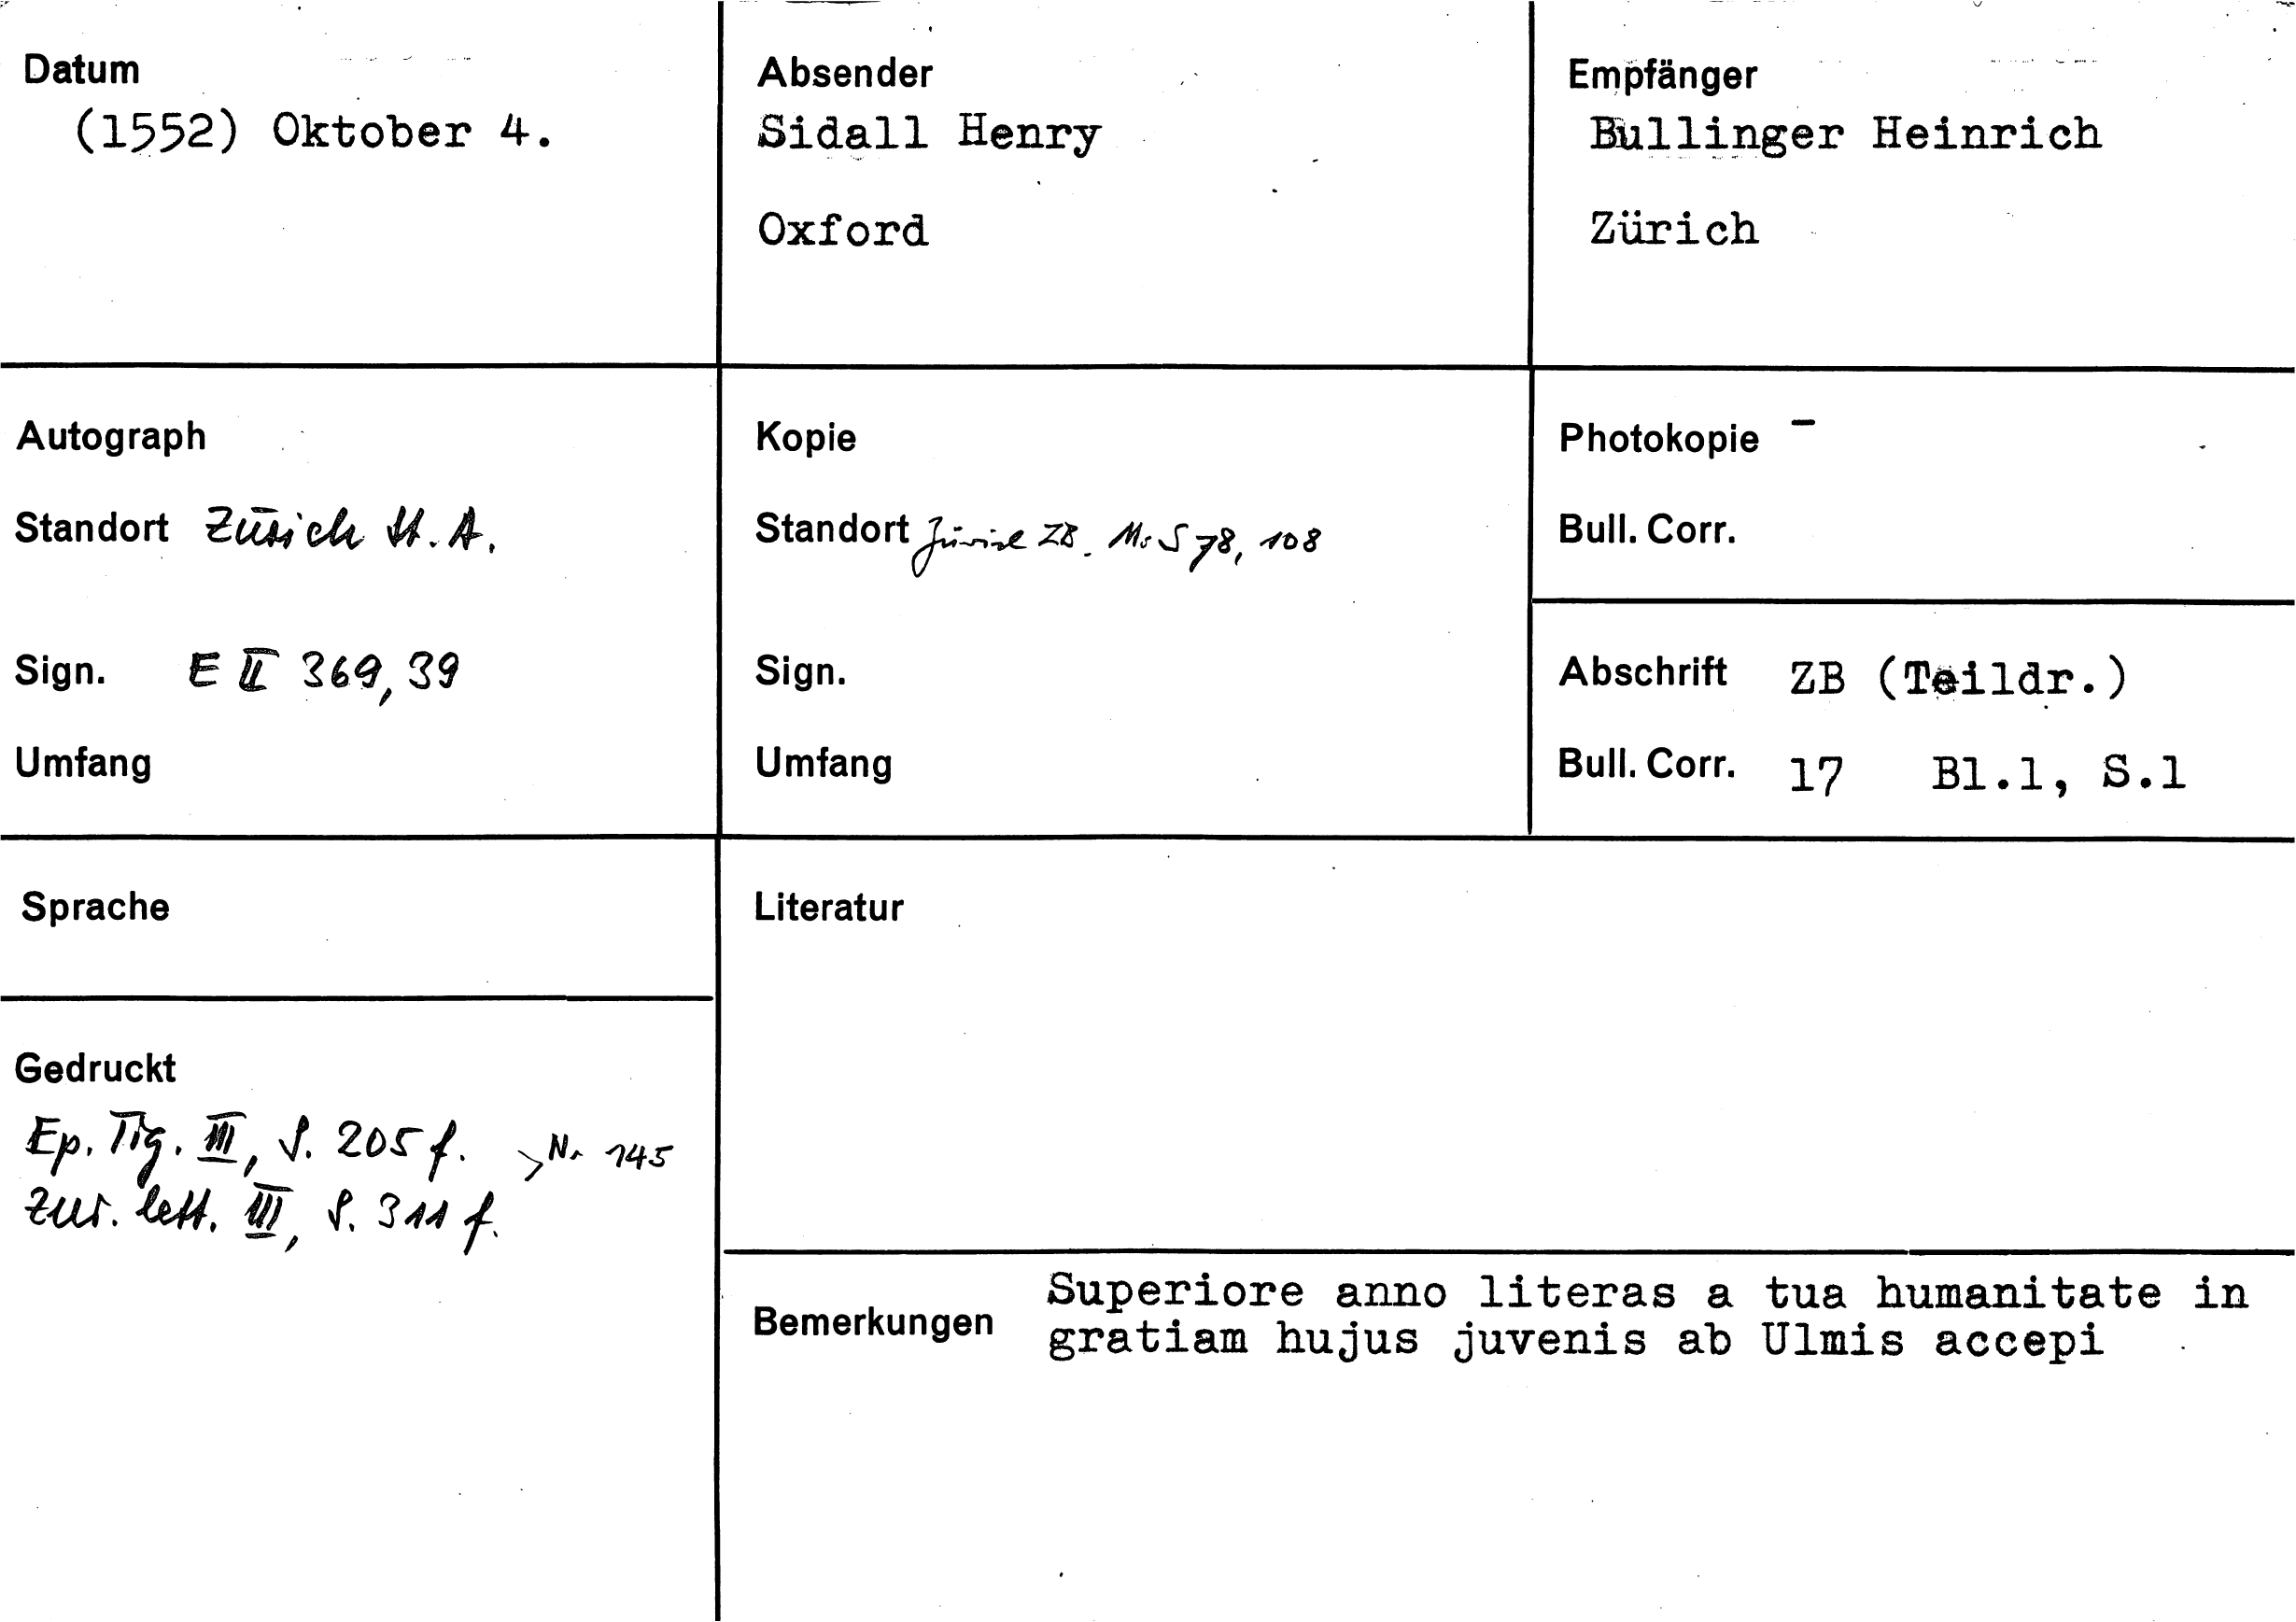 Datum
(1552) Oktober 4.
Absender
Sidall Henry
Oxford
Empfänger
Bullinger Heinrich
Zürich
Autograph
Standort Zürich St. A.
Sign. E II 369, 39
Umfang
Kopie
Standort Zürich ZB. Ms S 78, 108
Sign.
Umfang
Photokopie -
Bull. Corr.
Abschrift ZB (Teildr.)
Bull. Corr. 17 Bl.1, S.1
Sprache
Gedruckt
Ep. Tig. III, S. 205 f. > Nr 145
Zur. lett. III, S. 311 f.
Literatur
Bemerkungen
Superiore anno literas a tua humanitate in
gratiam hujus juvenis ab Ulmis accepi